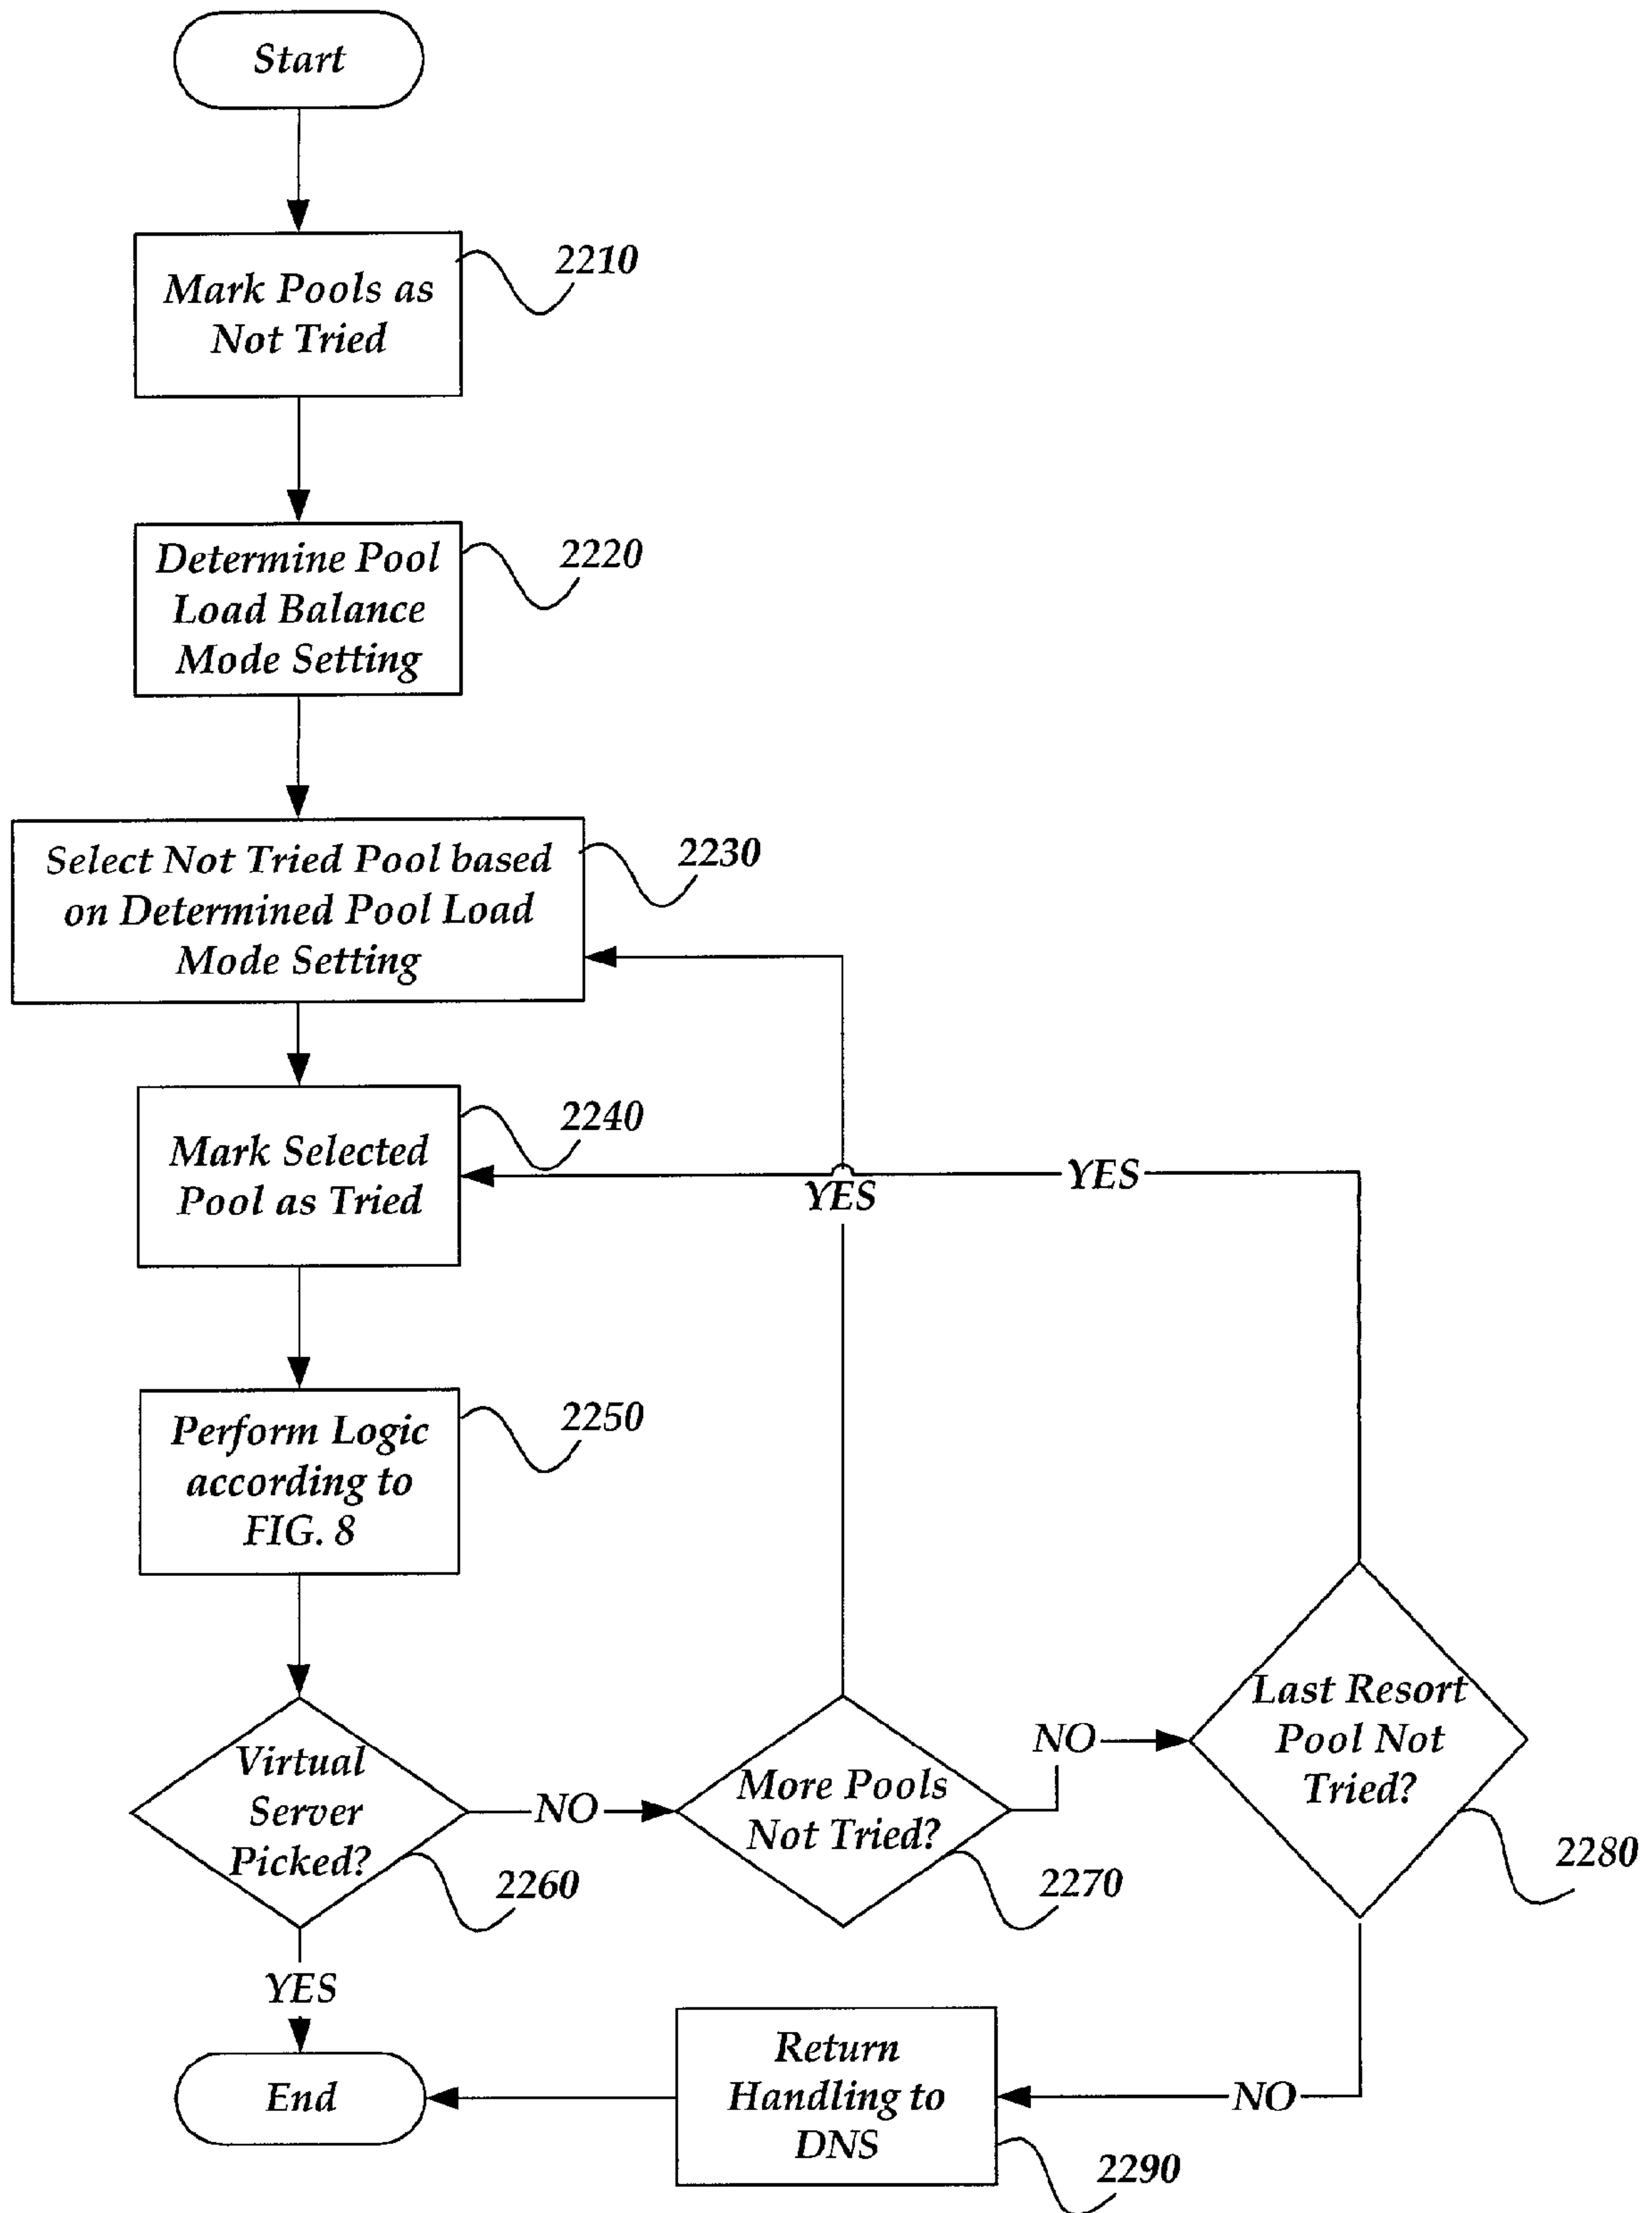 Start
Mark Pools as
Not Tried
2210
Determine Pool
Load Balance
Mode Setting
2220
Select Not Tried Pool based
on Determined Pool Load
Mode Setting
2230
Mark Selected
Pool as Tried
2240
YES
YES
Perform Logic
according to
FIG. 8
2250
Virtual
Server
Picked?
2260
NO
More Pools
Not Tried?
2270
NO
Last Resort
Pool Not
Tried?
2280
YES
End
Return
Handling to
DNS
2290
NO